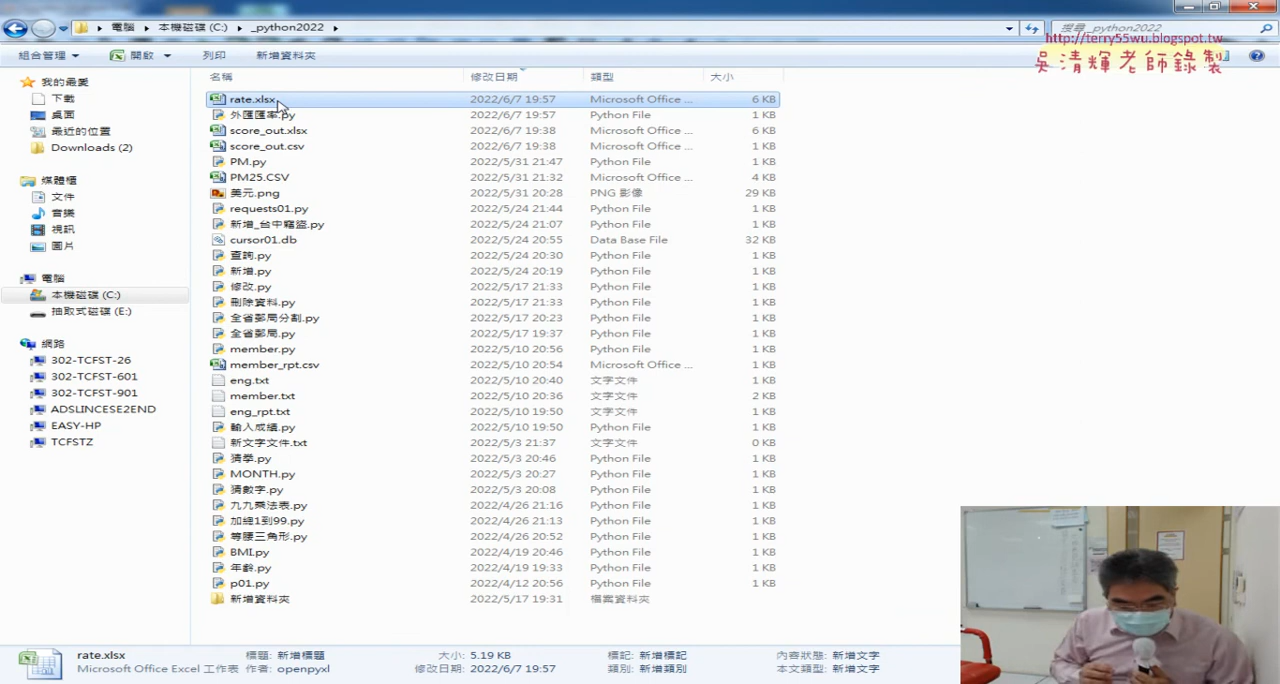 電腦 ▸ 本機磁碟 (C:) ▸ _python2022 ▸
搜尋 _python2022
http://terry55wu.blogspot.tw
吳清輝老師錄製
組合管理 開啟 列印 新增資料夾
名稱 修改日期 類型 大小
我的最愛
下載
桌面
最近的位置
Downloads (2)
媒體櫃
文件
音樂
視訊
圖片
電腦
本機磁碟 (C:)
抽取式磁碟 (E:)
網路
302-TCFST-26
302-TCFST-601
302-TCFST-901
ADSLINCESE2END
EASY-HP
TCFSTZ
rate.xlsx 2022/6/7 19:57 Microsoft Office ... 6 KB
外匯匯率.py 2022/6/7 19:57 Python File 1 KB
score_out.xlsx 2022/6/7 19:38 Microsoft Office ... 6 KB
score_out.csv 2022/6/7 19:38 Microsoft Office ... 1 KB
PM.py 2022/5/31 21:47 Python File 1 KB
PM25.CSV 2022/5/31 21:32 Microsoft Office ... 4 KB
美元.png 2022/5/31 20:28 PNG 影像 29 KB
requests01.py 2022/5/24 21:44 Python File 1 KB
新增_台中竊盜.py 2022/5/24 21:07 Python File 1 KB
cursor01.db 2022/5/24 20:55 Data Base File 32 KB
查詢.py 2022/5/24 20:30 Python File 1 KB
新增.py 2022/5/24 20:19 Python File 1 KB
修改.py 2022/5/17 21:33 Python File 1 KB
刪除資料.py 2022/5/17 21:33 Python File 1 KB
全省郵局分割.py 2022/5/17 20:23 Python File 1 KB
全省郵局.py 2022/5/17 19:37 Python File 1 KB
member.py 2022/5/10 20:56 Python File 1 KB
member_rpt.csv 2022/5/10 20:54 Microsoft Office ... 1 KB
eng.txt 2022/5/10 20:40 文字文件 1 KB
member.txt 2022/5/10 20:36 文字文件 2 KB
eng_rpt.txt 2022/5/10 19:50 文字文件 1 KB
輸入成績.py 2022/5/10 19:50 Python File 1 KB
新文字文件.txt 2022/5/3 21:37 文字文件 0 KB
猜拳.py 2022/5/3 20:46 Python File 1 KB
MONTH.py 2022/5/3 20:27 Python File 1 KB
猜數字.py 2022/5/3 20:08 Python File 1 KB
九九乘法表.py 2022/4/26 21:16 Python File 1 KB
加總1到99.py 2022/4/26 21:13 Python File 1 KB
等腰三角形.py 2022/4/26 20:52 Python File 1 KB
BMI.py 2022/4/19 20:46 Python File 1 KB
年齡.py 2022/4/19 19:33 Python File 1 KB
p01.py 2022/4/12 20:56 Python File 1 KB
新增資料夾 2022/5/17 19:31 檔案資料夾
rate.xlsx 標題: 新增標題 大小: 5.19 KB 標記: 新增標記 內容狀態: 新增文字
Microsoft Office Excel 工作表 作者: openpyxl 修改日期: 2022/6/7 19:57 類別: 新增類別 本文類型: 新增文字